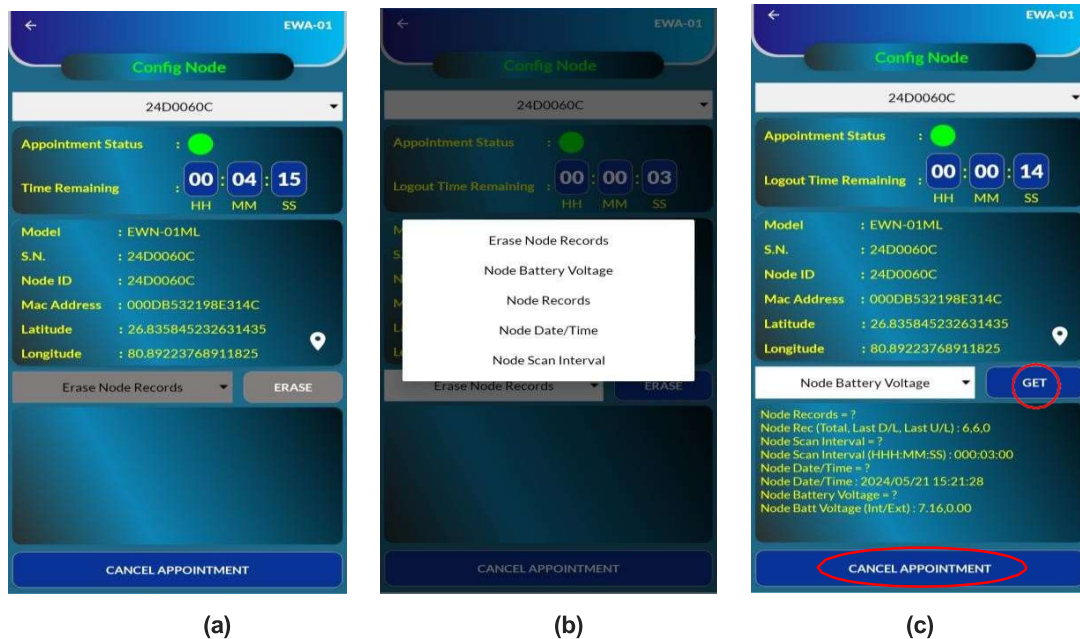 EWA-01
Config Node
24D0060C
Appointment Status :
Time Remaining : 00 : 04 : 15
HH MM SS
Model : EWN-01ML
S.N. : 24D0060C
Node ID : 24D0060C
Mac Address : 000DB532198E314C
Latitude : 26.835845232631435
Longitude : 80.89223768911825
Erase Node Records ERASE
CANCEL APPOINTMENT
(a)
EWA-01
Config Node
24D0060C
Appointment Status :
Logout Time Remaining : 00 : 00 : 03
HH MM SS
Erase Node Records
Node Battery Voltage
Node Records
Node Date/Time
Node Scan Interval
Erase Node Records ERASE
CANCEL APPOINTMENT
(b)
EWA-01
Config Node
24D0060C
Appointment Status :
Logout Time Remaining : 00 : 00 : 14
HH MM SS
Model : EWN-01ML
S.N. : 24D0060C
Node ID : 24D0060C
Mac Address : 000DB532198E314C
Latitude : 26.835845232631435
Longitude : 80.89223768911825
Node Battery Voltage GET
Node Records = ?
Node Rec (Total, Last D/L, Last U/L) : 6,6,0
Node Scan Interval = ?
Node Scan Interval (HHH:MM:SS) : 000:03:00
Node Date/Time = ?
Node Date/Time : 2024/05/21 15:21:28
Node Battery Voltage = ?
Node Batt Voltage (Int/Ext) : 7.16,0.00
CANCEL APPOINTMENT
(c)